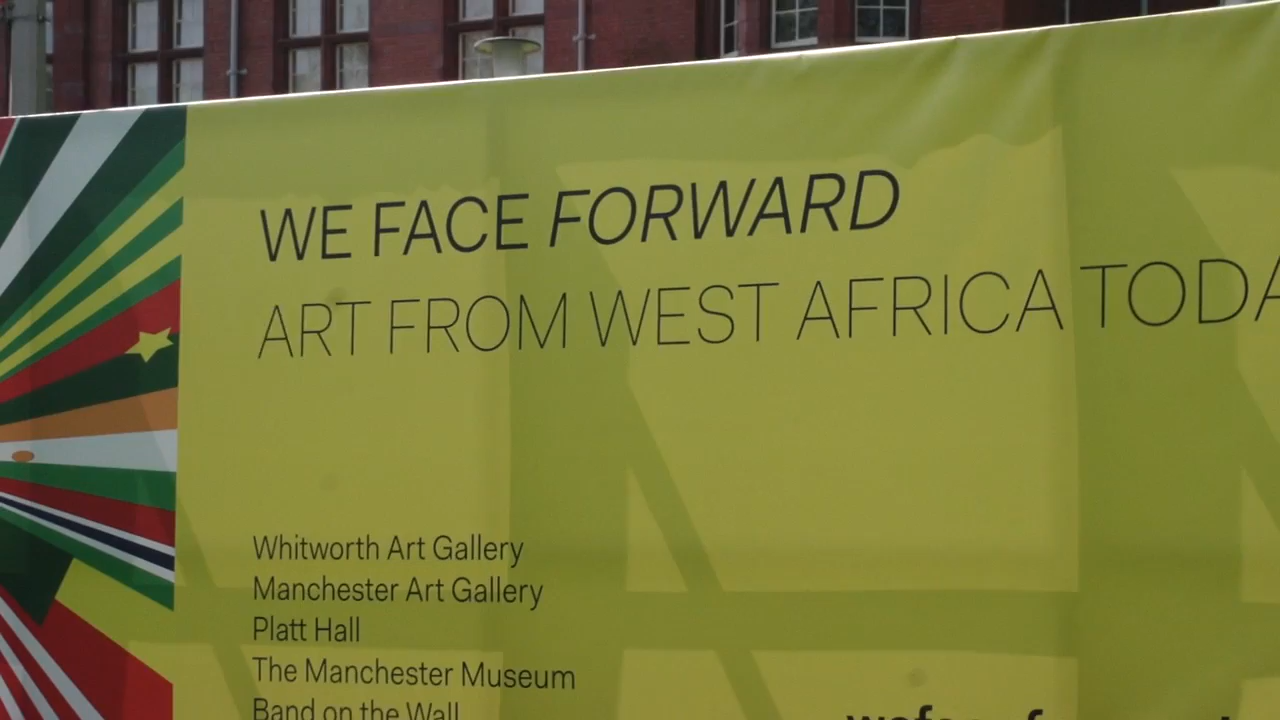 WE FACE FORWARD
ART FROM WEST AFRICA TODA
Whitworth Art Gallery
Manchester Art Gallery
Platt Hall
The Manchester Museum
Band on the Wall